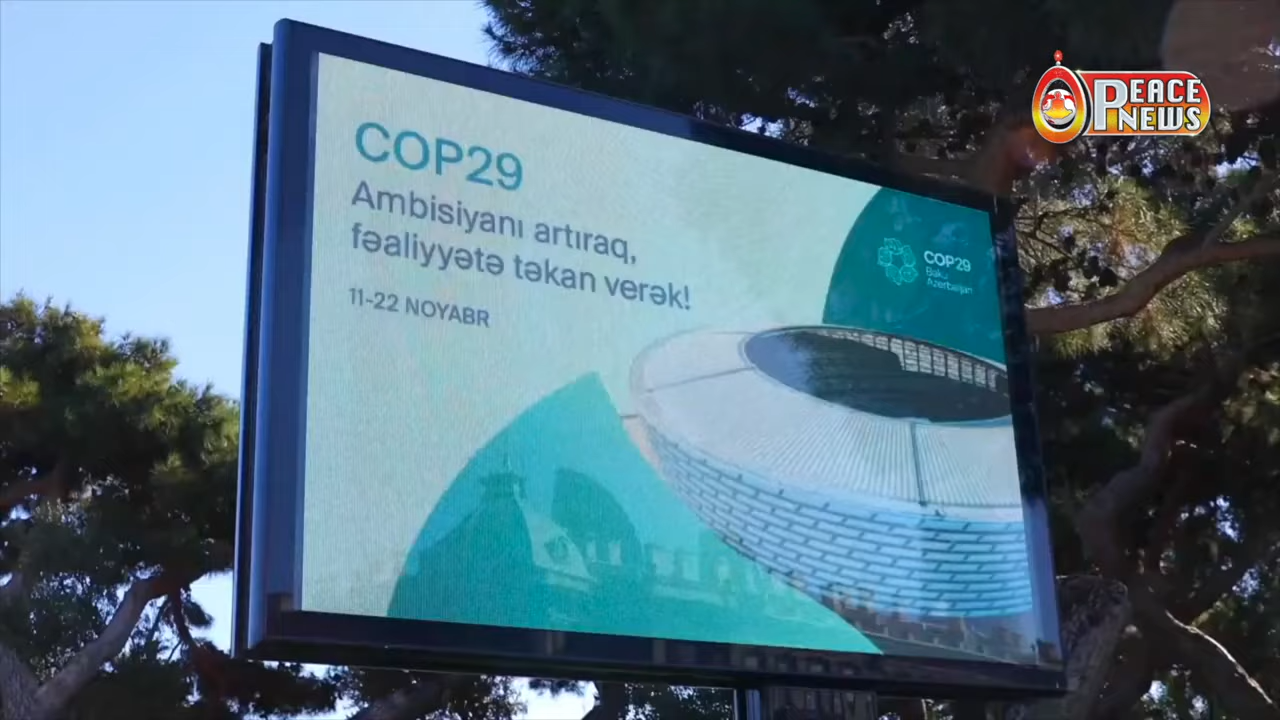 COP29
Ambisiyanı artıraq,
fəaliyyətə təkan verək!
11-22 NOYABR
COP29
Baku
Azerbaijan
PEACE
NEWS